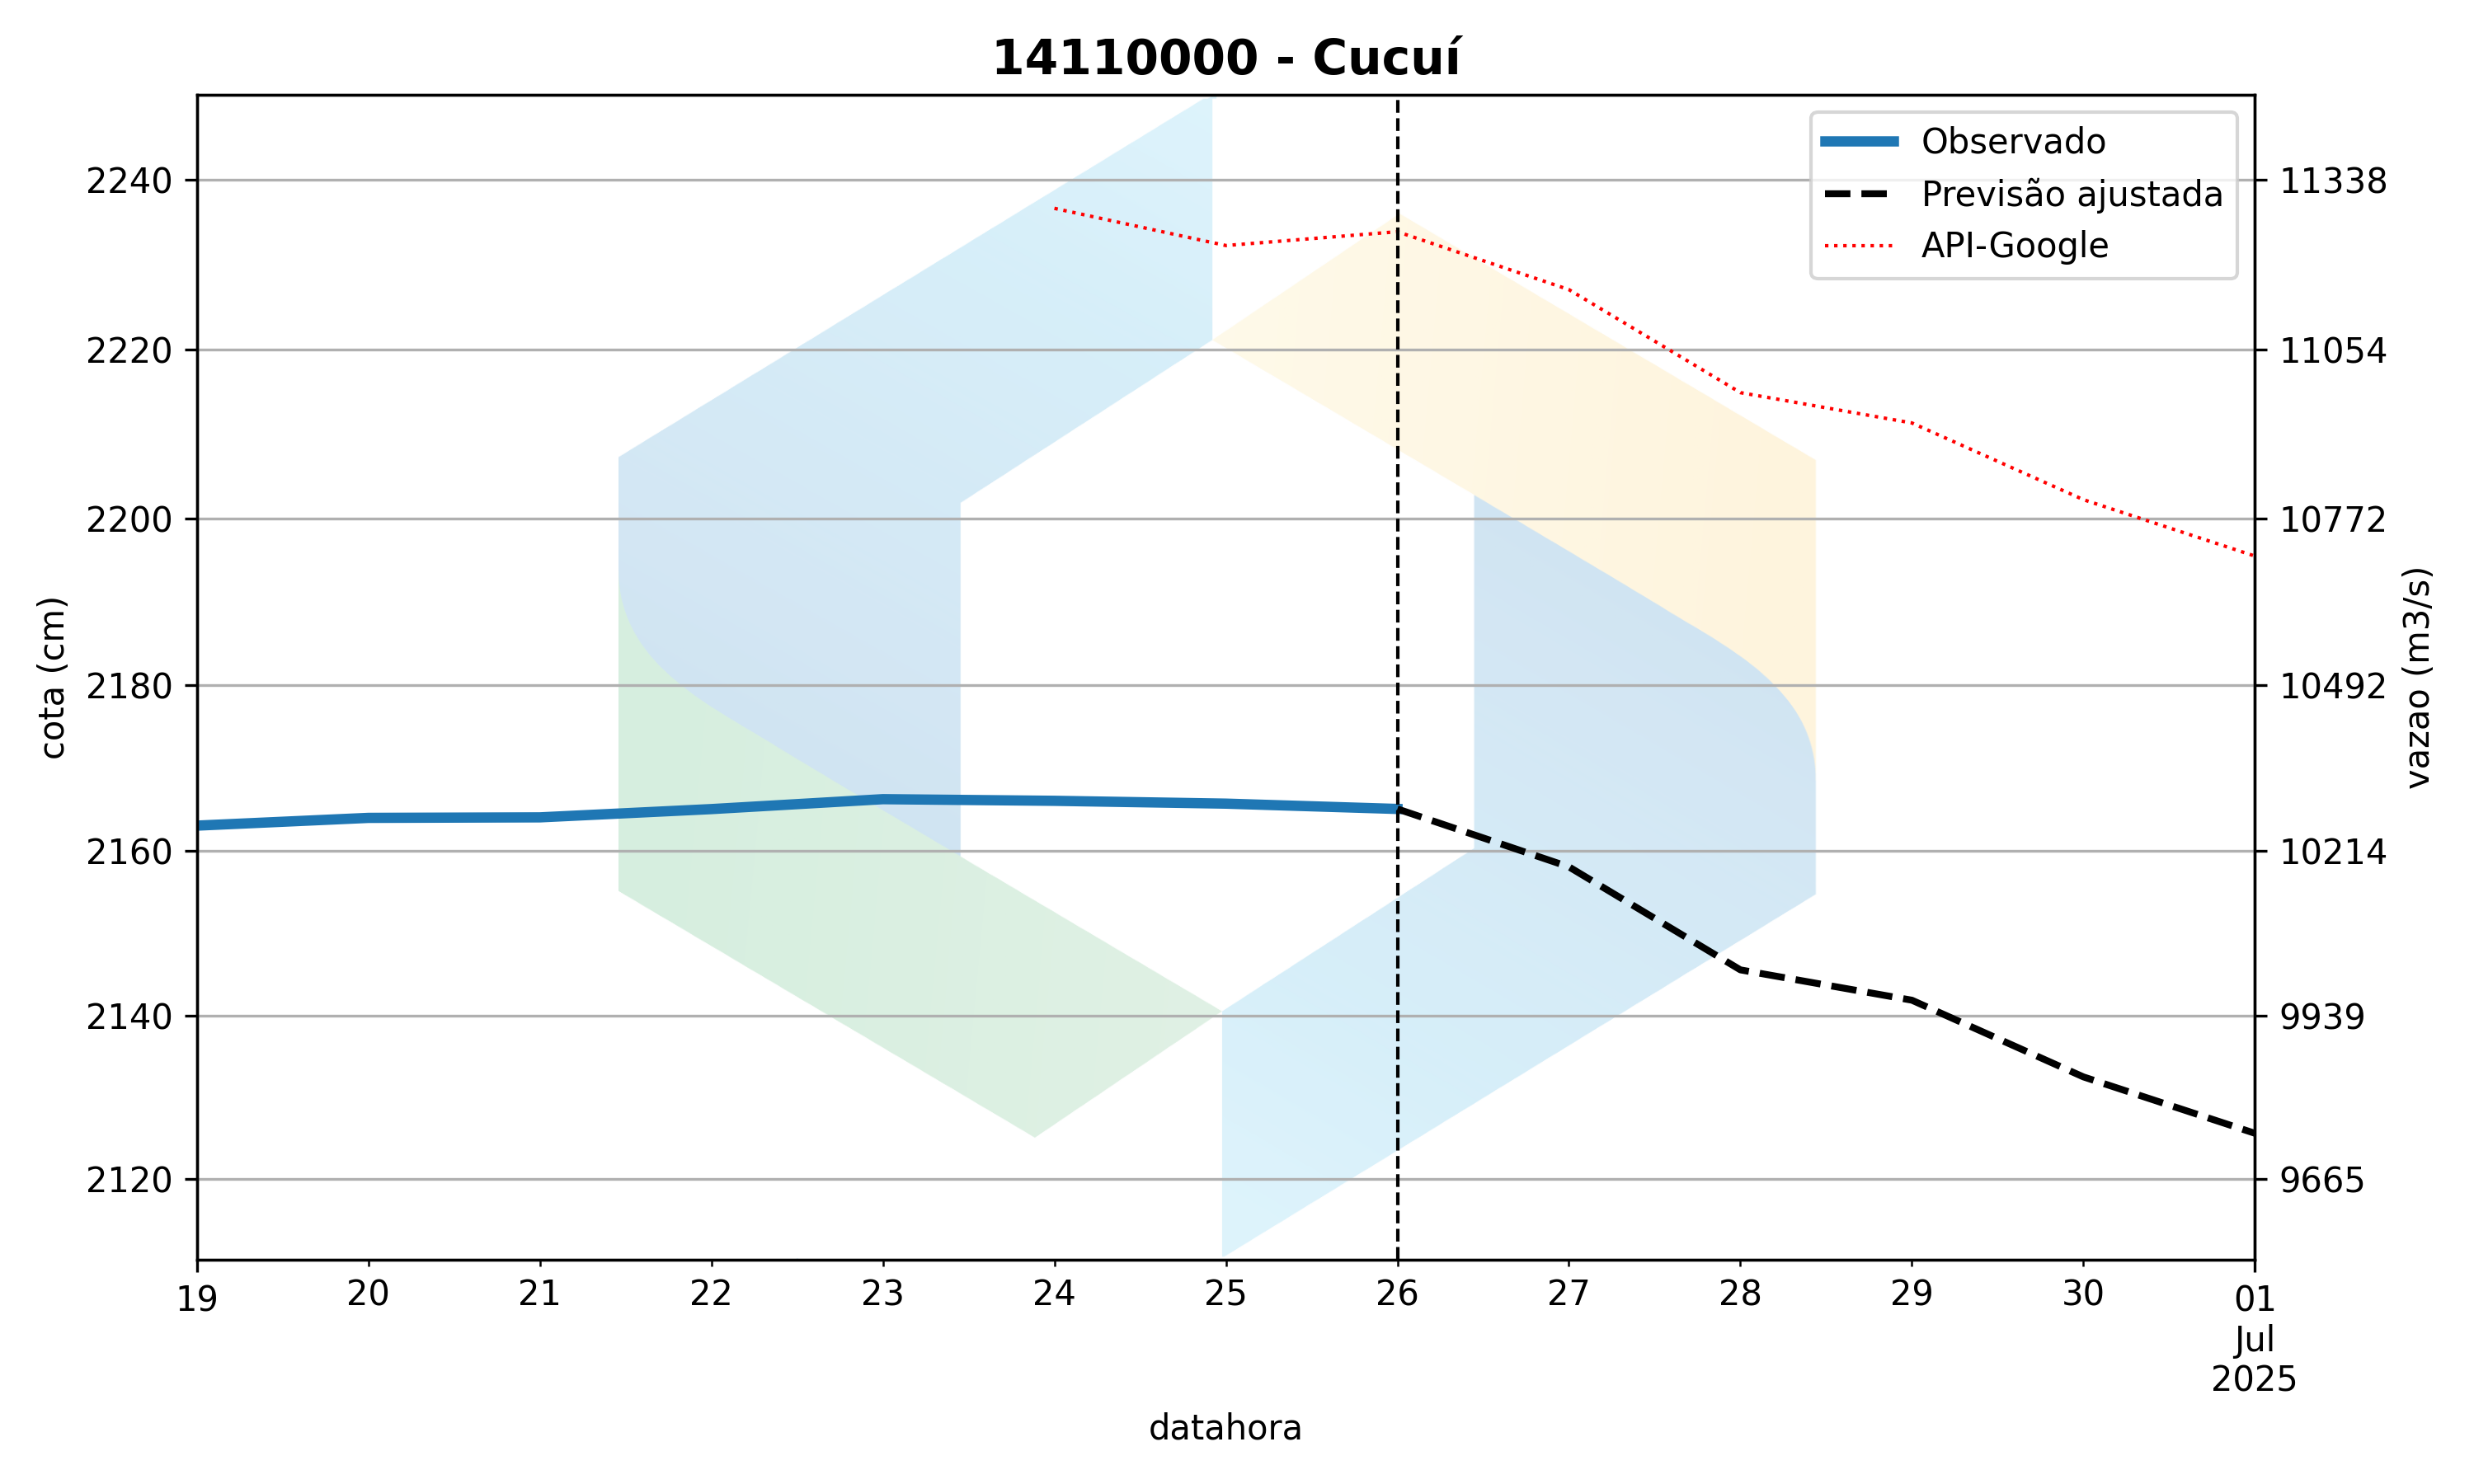 14110000 - Cucuí
Observado
Previsão ajustada
API-Google
2240
2220
2200
2180
2160
2140
2120
cota (cm)
11338
11054
10772
10492
10214
9939
9665
vazao (m3/s)
19 20 21 22 23 24 25 26 27 28 29 30 01
Jul
2025
datahora